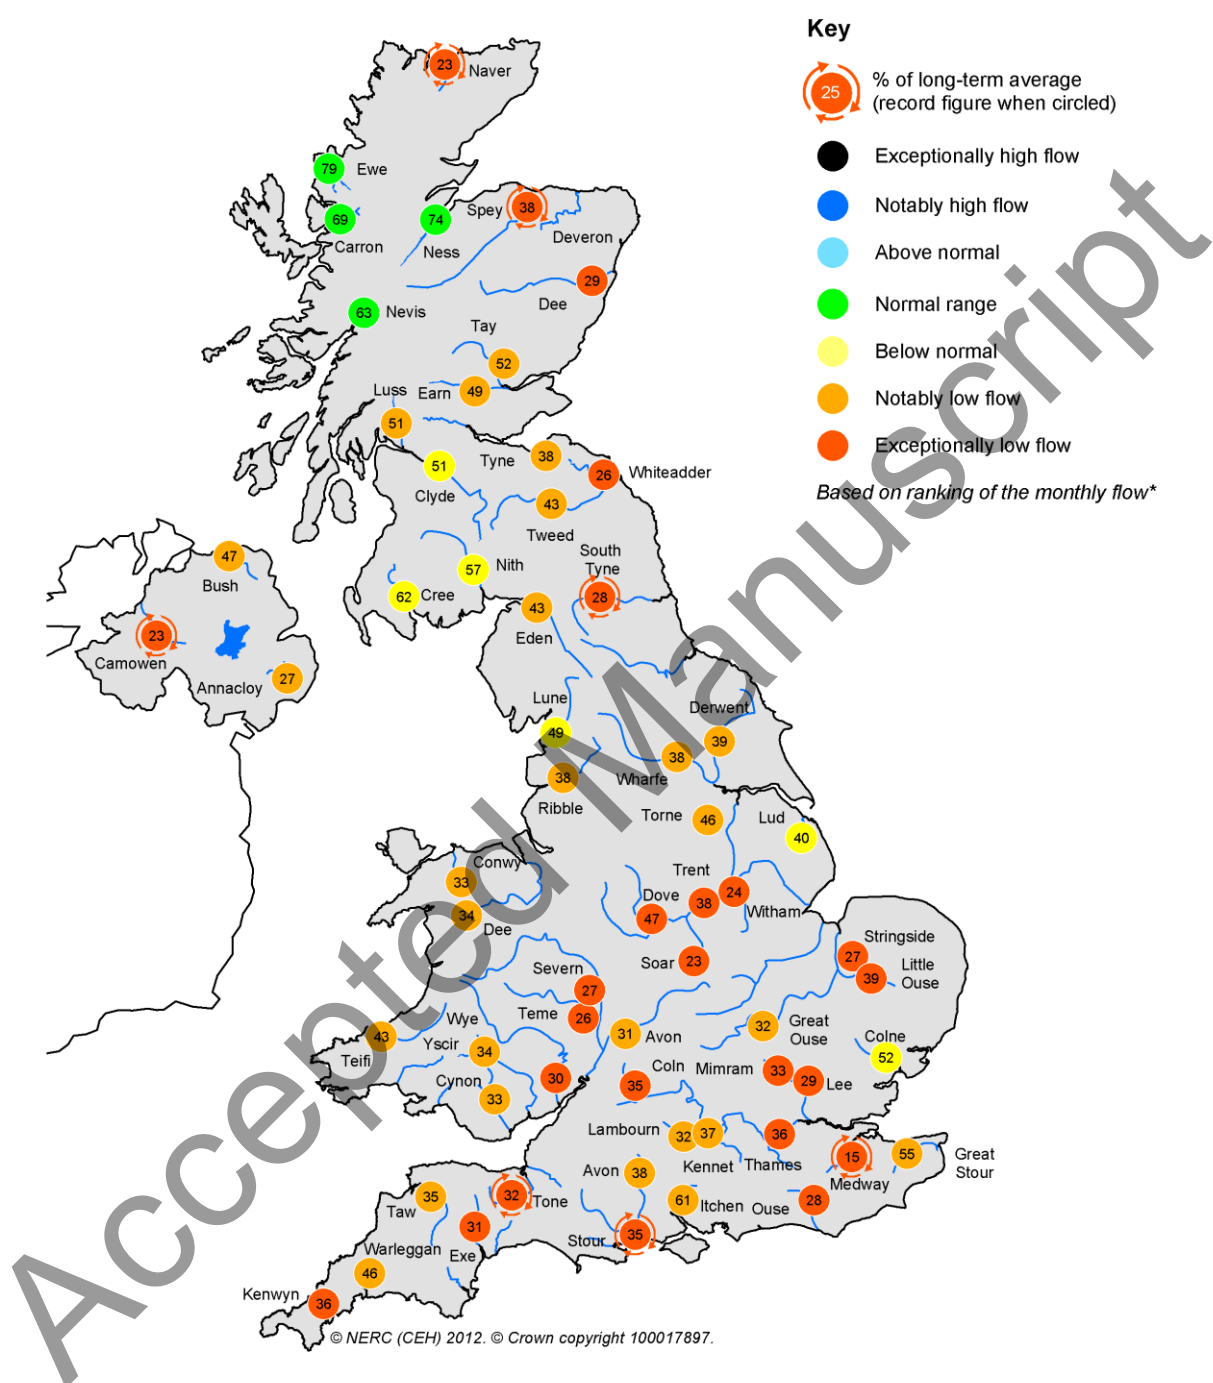 Key
25
% of long-term average
(record figure when circled)
Exceptionally high flow
Notably high flow
Above normal
Normal range
Below normal
Notably low flow
Exceptionally low flow
Based on ranking of the monthly flow*
23
Naver
79
Ewe
69
Carron
74
Ness
Spey
38
Deveron
29
Dee
63
Nevis
Tay
52
Luss
Earn
49
51
51
Clyde
Tyne
38
26
Whiteadder
43
Tweed
57
Nith
South
Tyne
28
62
Cree
43
Eden
47
Bush
23
Camowen
Annacloy
27
Lune
49
Derwent
39
38
Wharfe
38
Ribble
Torne
46
Lud
40
Conwy
33
34
Dee
Trent
Dove
38
24
47
Witham
Soar
23
Stringside
27
Little
Ouse
39
Severn
27
Teme
26
Wye
43
Teifi
Yscir
34
31
Avon
32
Great
Ouse
Colne
52
Cynon
33
30
Coln
35
Mimram
33
29
Lee
Lambourn
32
37
Kennet
36
Thames
15
Medway
55
Great
Stour
Avon
38
61
Itchen
Ouse
28
35
Taw
32
Tone
31
Exe
Stour
35
Warleggan
46
Kenwyn
36
© NERC (CEH) 2012. © Crown copyright 100017897.
Accepted Manuscript